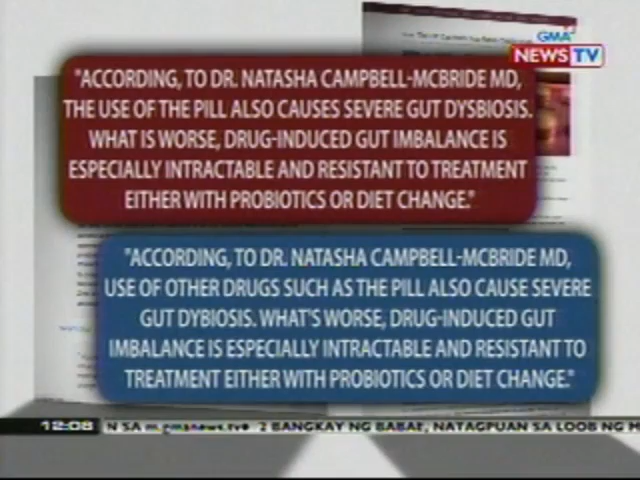 GMA
NEWS TV
"ACCORDING, TO DR. NATASHA CAMPBELL-MCBRIDE MD,
THE USE OF THE PILL ALSO CAUSES SEVERE GUT DYSBIOSIS.
WHAT IS WORSE, DRUG-INDUCED GUT IMBALANCE IS
ESPECIALLY INTRACTABLE AND RESISTANT TO TREATMENT
EITHER WITH PROBIOTICS OR DIET CHANGE."
"ACCORDING, TO DR. NATASHA CAMPBELL-MCBRIDE MD,
USE OF OTHER DRUGS SUCH AS THE PILL ALSO CAUSE SEVERE
GUT DYBIOSIS. WHAT'S WORSE, DRUG-INDUCED GUT
IMBALANCE IS ESPECIALLY INTRACTABLE AND RESISTANT TO
TREATMENT EITHER WITH PROBIOTICS OR DIET CHANGE."
12:08 N SA m.gmanews.tv 2 BANGKAY NG BABAE, NATAGPUAN SA LOOB NG M